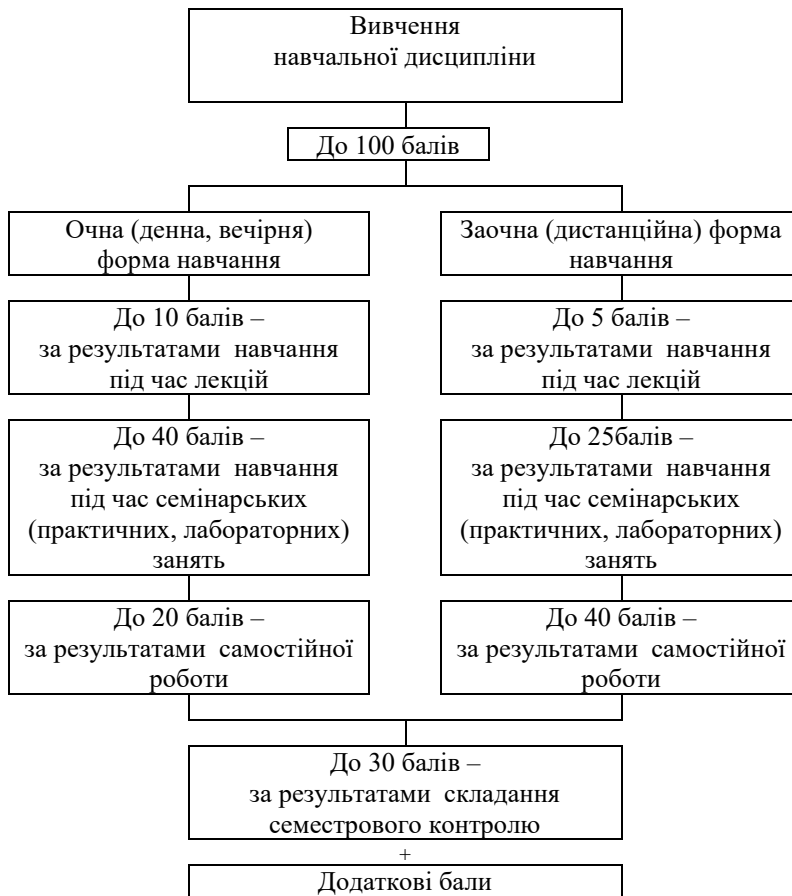 Вивчення
навчальної дисципліни
До 100 балів
Очна (денна, вечірня)
форма навчання
Заочна (дистанційна) форма
навчання
До 10 балів –
за результатами навчання
під час лекцій
До 5 балів –
за результатами навчання
під час лекцій
До 40 балів –
за результатами навчання
під час семінарських
(практичних, лабораторних)
занять
До 25балів –
за результатами навчання
під час семінарських
(практичних, лабораторних)
занять
До 20 балів –
за результатами самостійної
роботи
До 40 балів –
за результатами самостійної
роботи
До 30 балів –
за результатами складання
семестрового контролю
+
Додаткові бали